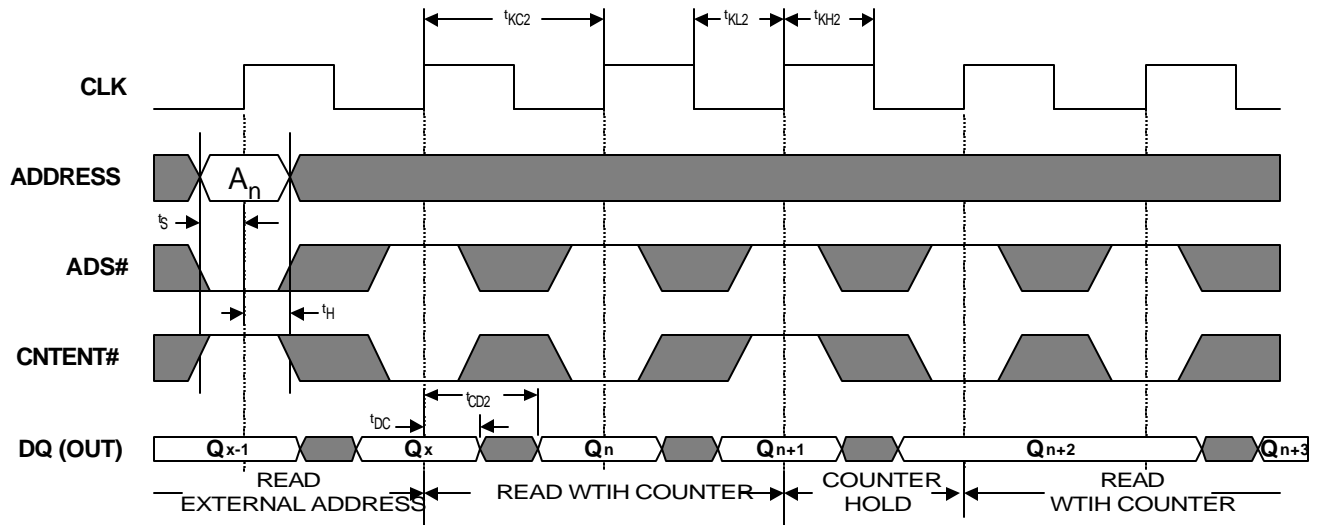 tKC2 tKL2 tKH2
CLK
ADDRESS An
tS
ADS#
tH
CNTENT#
tCD2
tDC
DQ (OUT) Qx-1 Qx Qn Qn+1 Qn+2 Qn+3
READ EXTERNAL ADDRESS
READ WTIH COUNTER
COUNTER HOLD
READ WTIH COUNTER